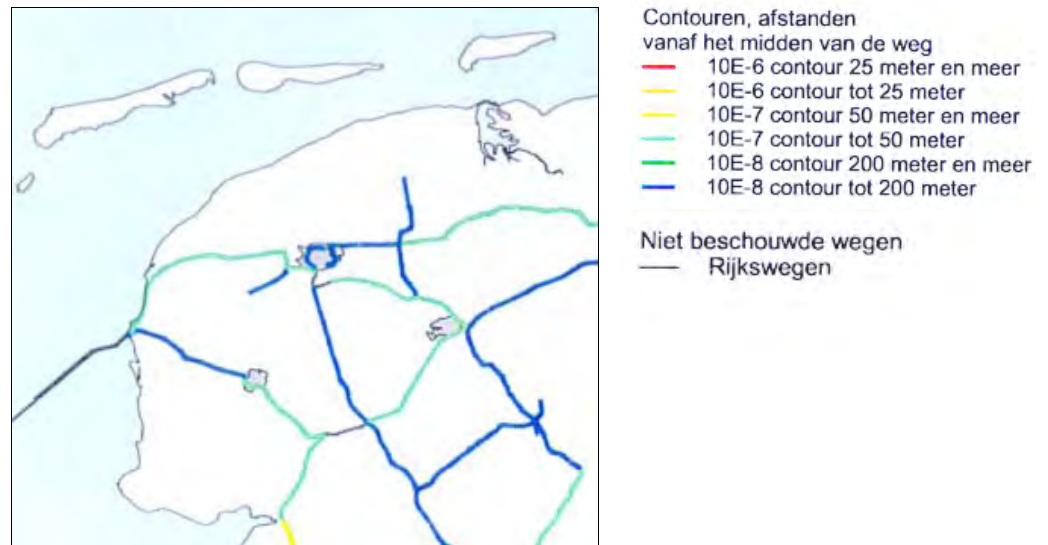 Contouren, afstanden
vanaf het midden van de weg
10E-6 contour 25 meter en meer
10E-6 contour tot 25 meter
10E-7 contour 50 meter en meer
10E-7 contour tot 50 meter
10E-8 contour 200 meter en meer
10E-8 contour tot 200 meter
Niet beschouwde wegen
Rijkswegen